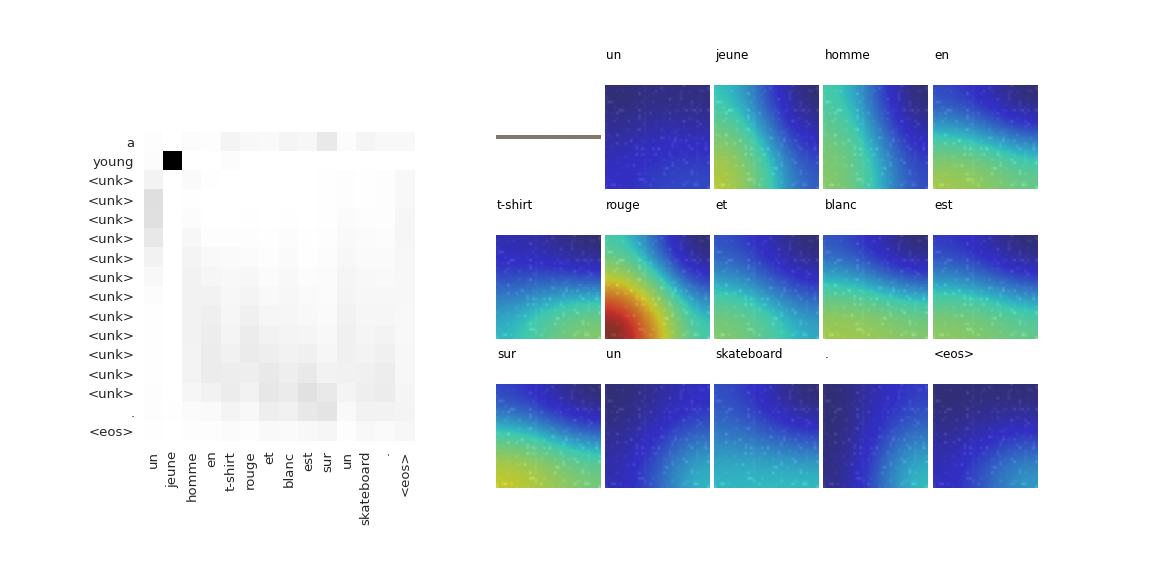 a
young
<unk>
<unk>
<unk>
<unk>
<unk>
<unk>
<unk>
<unk>
<unk>
<unk>
<unk>
<unk>
.
<eos>
un
jeune
homme
en
t-shirt
rouge
et
blanc
est
sur
un
skateboard
.
<eos>
un jeune homme en
t-shirt rouge et blanc est
sur un skateboard . <eos>